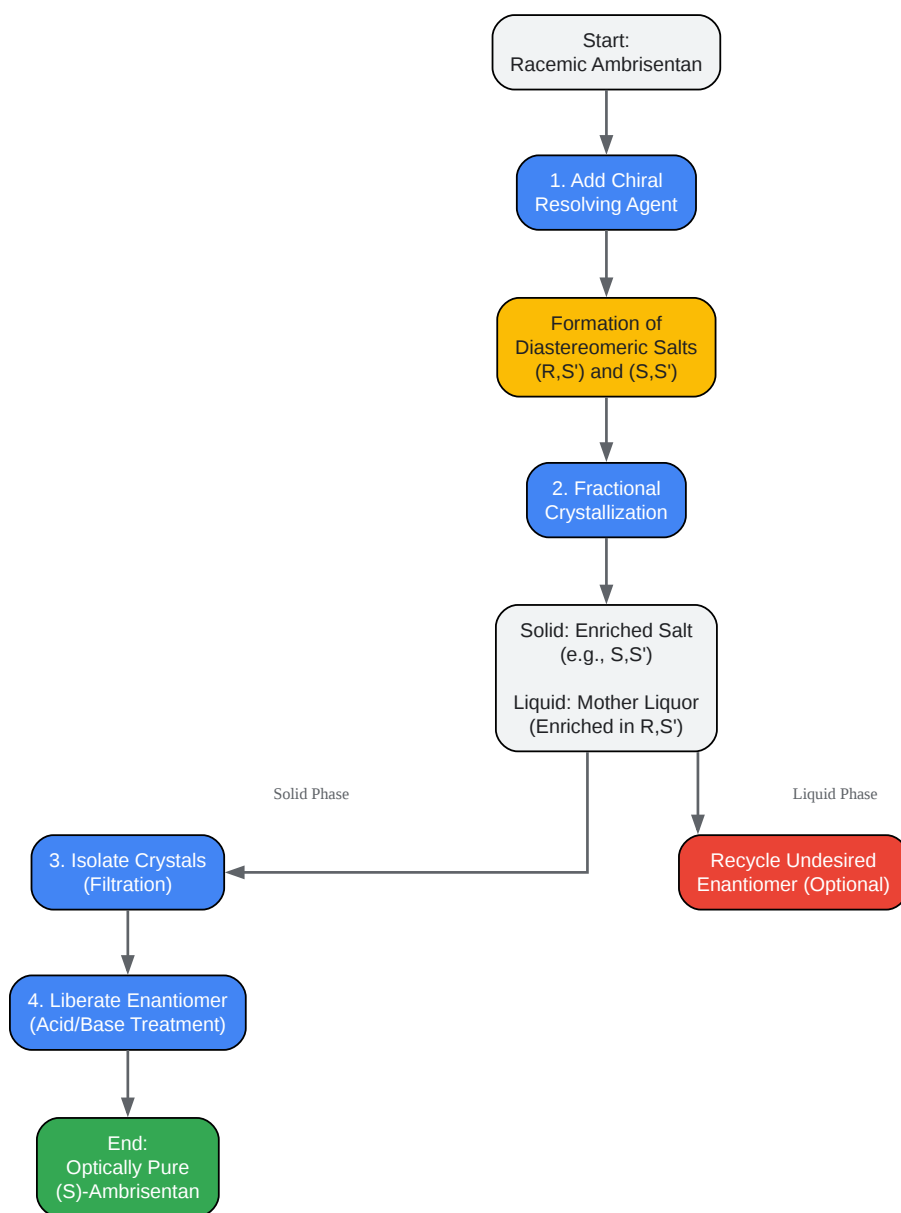 Start:
Racemic Ambrisentan
1. Add Chiral
Resolving Agent
Formation of
Diastereomeric Salts
(R,S') and (S,S')
2. Fractional
Crystallization
Solid: Enriched Salt
(e.g., S,S')
Liquid: Mother Liquor
(Enriched in R,S')
Solid Phase
Liquid Phase
3. Isolate Crystals
(Filtration)
Recycle Undesired
Enantiomer (Optional)
4. Liberate Enantiomer
(Acid/Base Treatment)
End:
Optically Pure
(S)-Ambrisentan